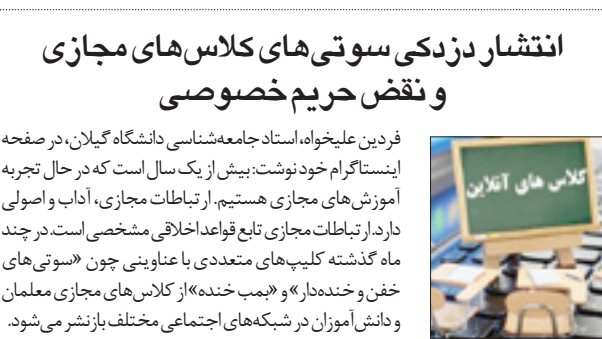 انتشار دزدکی سوتی‌های کلاس‌های مجازی
و نقض حریم خصوصی
فردین علیخواه، استاد جامعه‌شناسی دانشگاه گیلان، در صفحه
اینستاگرام خود نوشت: بیش از یک سال است که در حال تجربه
آموزش‌های مجازی هستیم. ارتباطات مجازی، آداب و اصولی
دارد. ارتباطات مجازی تابع قواعد اخلاقی مشخصی است. در چند
ماه گذشته کلیپ‌های متعددی با عناوینی چون «سوتی‌های
خفن و خنده‌دار» و «بمب خنده» از کلاس‌های مجازی معلمان
و دانش‌آموزان در شبکه‌های اجتماعی مختلف بازنشر می‌شود.
کلاس های آنلاین